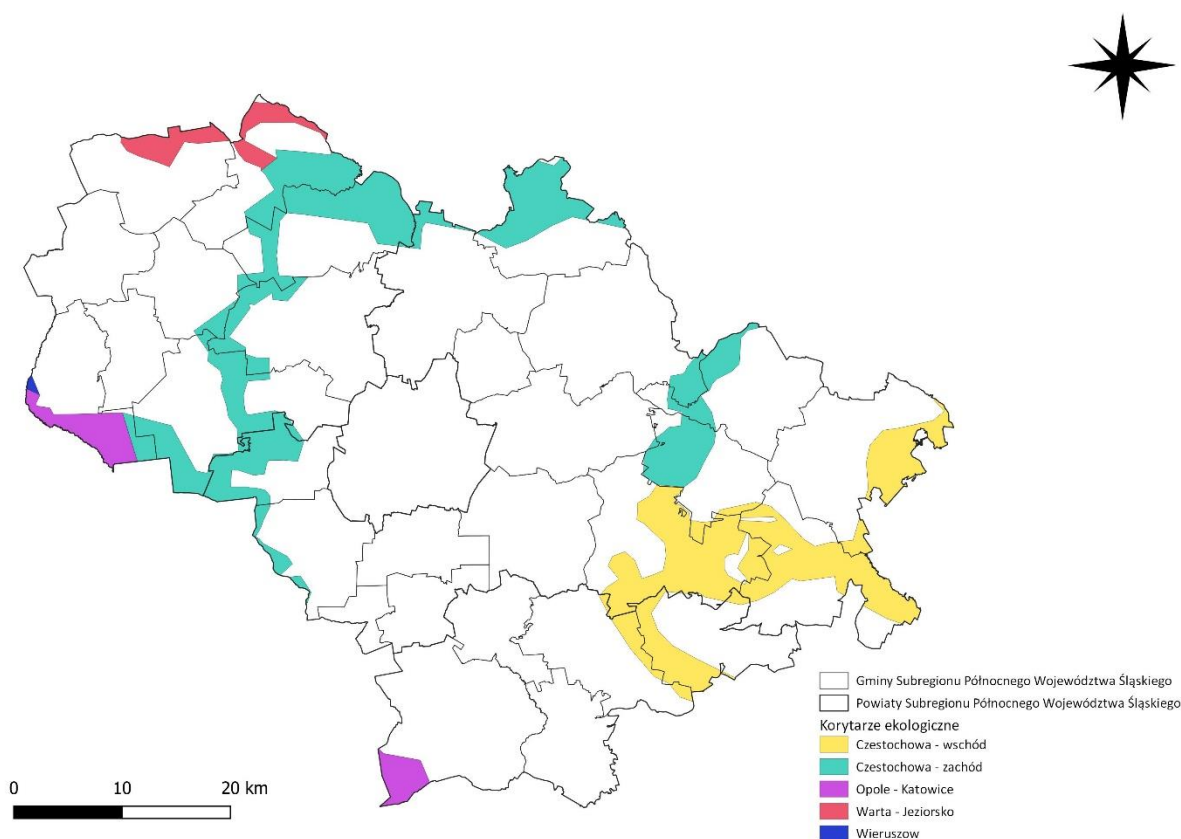 Gminy Subregionu Północnego Województwa Śląskiego
Powiaty Subregionu Północnego Województwa Śląskiego
Korytarze ekologiczne
Czestochowa - wschód
Czestochowa - zachód
Opole - Katowice
Warta - Jeziorsko
Wieruszow
0 10 20 km